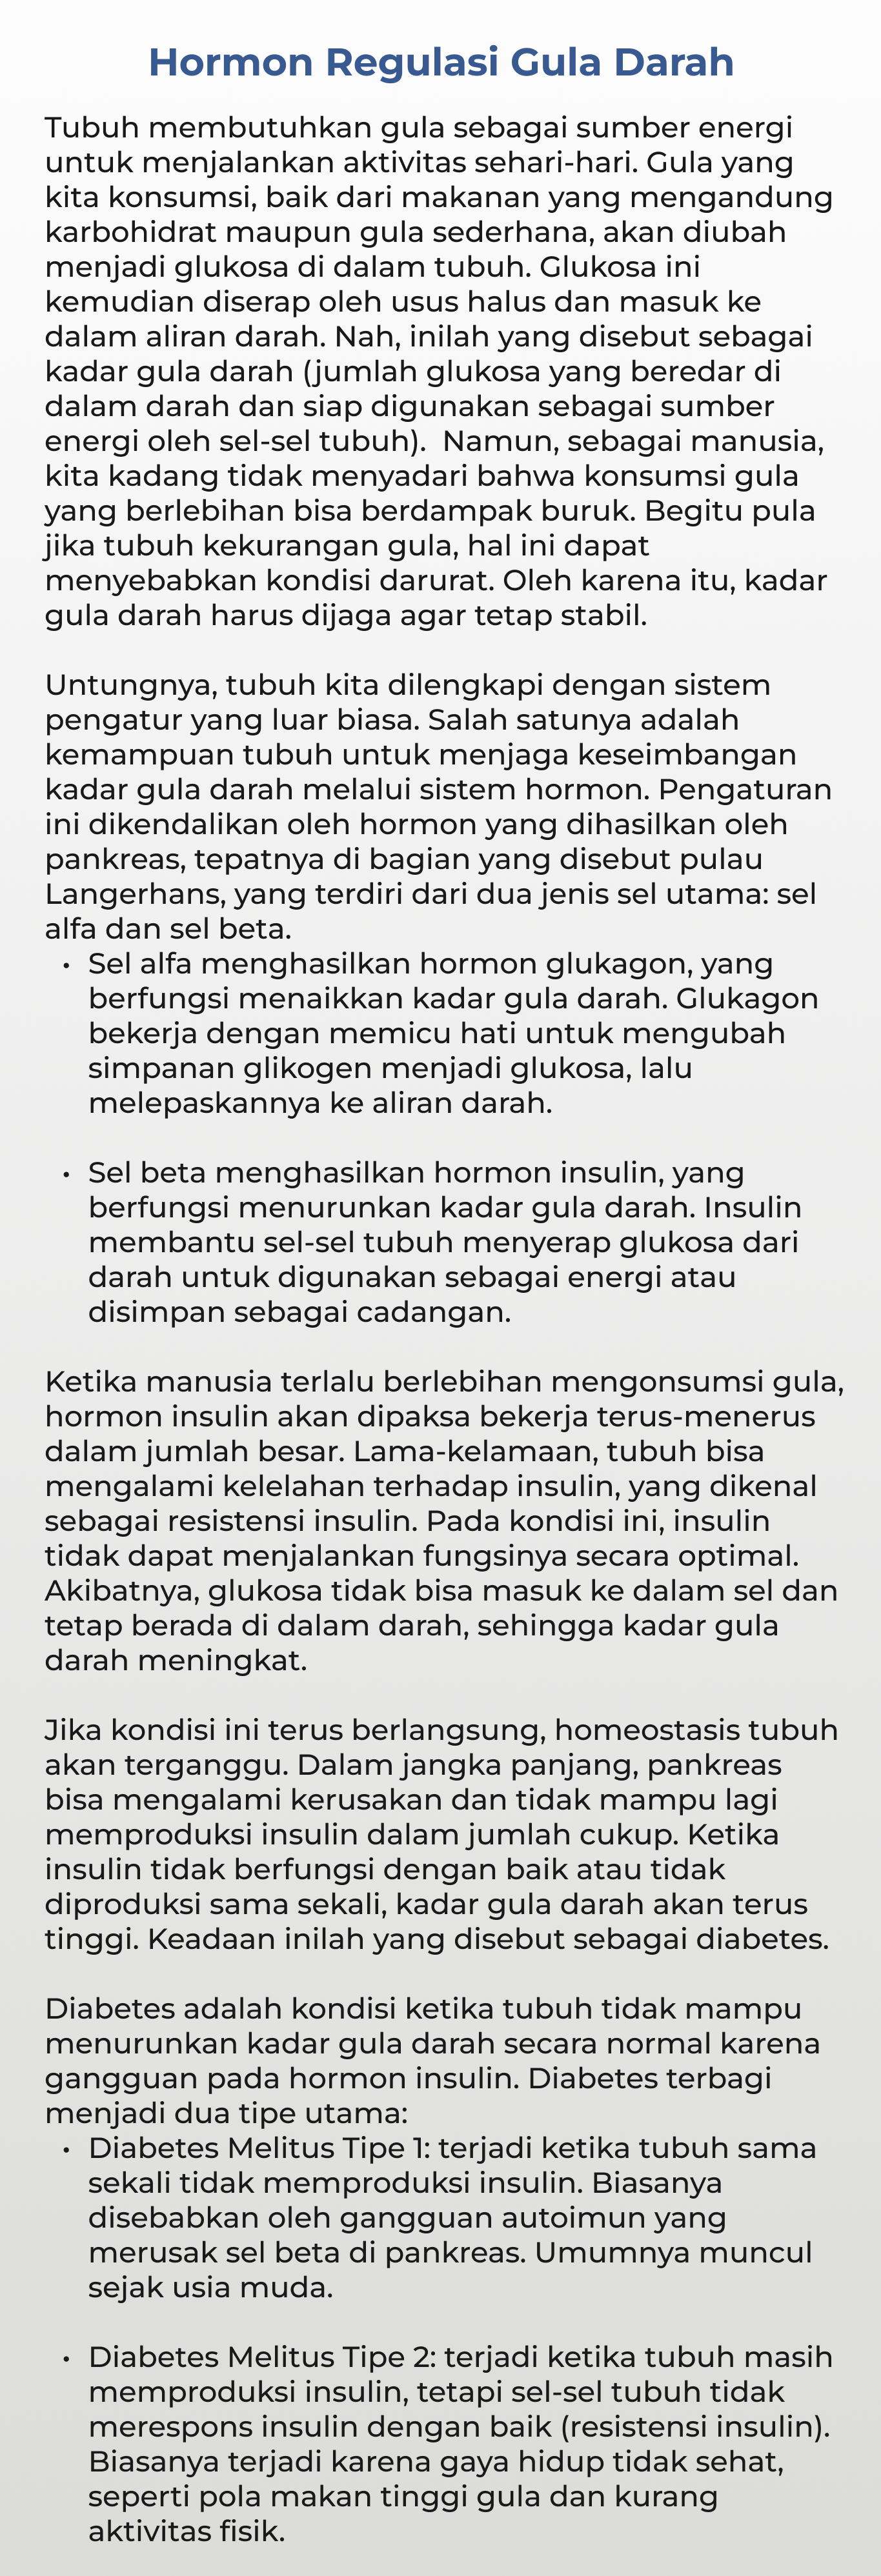 Hormon Regulasi Gula Darah
Tubuh membutuhkan gula sebagai sumber energi
untuk menjalankan aktivitas sehari-hari. Gula yang
kita konsumsi, baik dari makanan yang mengandung
karbohidrat maupun gula sederhana, akan diubah
menjadi glukosa di dalam tubuh. Glukosa ini
kemudian diserap oleh usus halus dan masuk ke
dalam aliran darah. Nah, inilah yang disebut sebagai
kadar gula darah (jumlah glukosa yang beredar di
dalam darah dan siap digunakan sebagai sumber
energi oleh sel-sel tubuh).  Namun, sebagai manusia,
kita kadang tidak menyadari bahwa konsumsi gula
yang berlebihan bisa berdampak buruk. Begitu pula
jika tubuh kekurangan gula, hal ini dapat
menyebabkan kondisi darurat. Oleh karena itu, kadar
gula darah harus dijaga agar tetap stabil.
Untungnya, tubuh kita dilengkapi dengan sistem
pengatur yang luar biasa. Salah satunya adalah
kemampuan tubuh untuk menjaga keseimbangan
kadar gula darah melalui sistem hormon. Pengaturan
ini dikendalikan oleh hormon yang dihasilkan oleh
pankreas, tepatnya di bagian yang disebut pulau
Langerhans, yang terdiri dari dua jenis sel utama: sel
alfa dan sel beta.
• Sel alfa menghasilkan hormon glukagon, yang
berfungsi menaikkan kadar gula darah. Glukagon
bekerja dengan memicu hati untuk mengubah
simpanan glikogen menjadi glukosa, lalu
melepaskannya ke aliran darah.
• Sel beta menghasilkan hormon insulin, yang
berfungsi menurunkan kadar gula darah. Insulin
membantu sel-sel tubuh menyerap glukosa dari
darah untuk digunakan sebagai energi atau
disimpan sebagai cadangan.
Ketika manusia terlalu berlebihan mengonsumsi gula,
hormon insulin akan dipaksa bekerja terus-menerus
dalam jumlah besar. Lama-kelamaan, tubuh bisa
mengalami kelelahan terhadap insulin, yang dikenal
sebagai resistensi insulin. Pada kondisi ini, insulin
tidak dapat menjalankan fungsinya secara optimal.
Akibatnya, glukosa tidak bisa masuk ke dalam sel dan
tetap berada di dalam darah, sehingga kadar gula
darah meningkat.
Jika kondisi ini terus berlangsung, homeostasis tubuh
akan terganggu. Dalam jangka panjang, pankreas
bisa mengalami kerusakan dan tidak mampu lagi
memproduksi insulin dalam jumlah cukup. Ketika
insulin tidak berfungsi dengan baik atau tidak
diproduksi sama sekali, kadar gula darah akan terus
tinggi. Keadaan inilah yang disebut sebagai diabetes.
Diabetes adalah kondisi ketika tubuh tidak mampu
menurunkan kadar gula darah secara normal karena
gangguan pada hormon insulin. Diabetes terbagi
menjadi dua tipe utama:
• Diabetes Melitus Tipe 1: terjadi ketika tubuh sama
sekali tidak memproduksi insulin. Biasanya
disebabkan oleh gangguan autoimun yang
merusak sel beta di pankreas. Umumnya muncul
sejak usia muda.
• Diabetes Melitus Tipe 2: terjadi ketika tubuh masih
memproduksi insulin, tetapi sel-sel tubuh tidak
merespons insulin dengan baik (resistensi insulin).
Biasanya terjadi karena gaya hidup tidak sehat,
seperti pola makan tinggi gula dan kurang
aktivitas fisik.